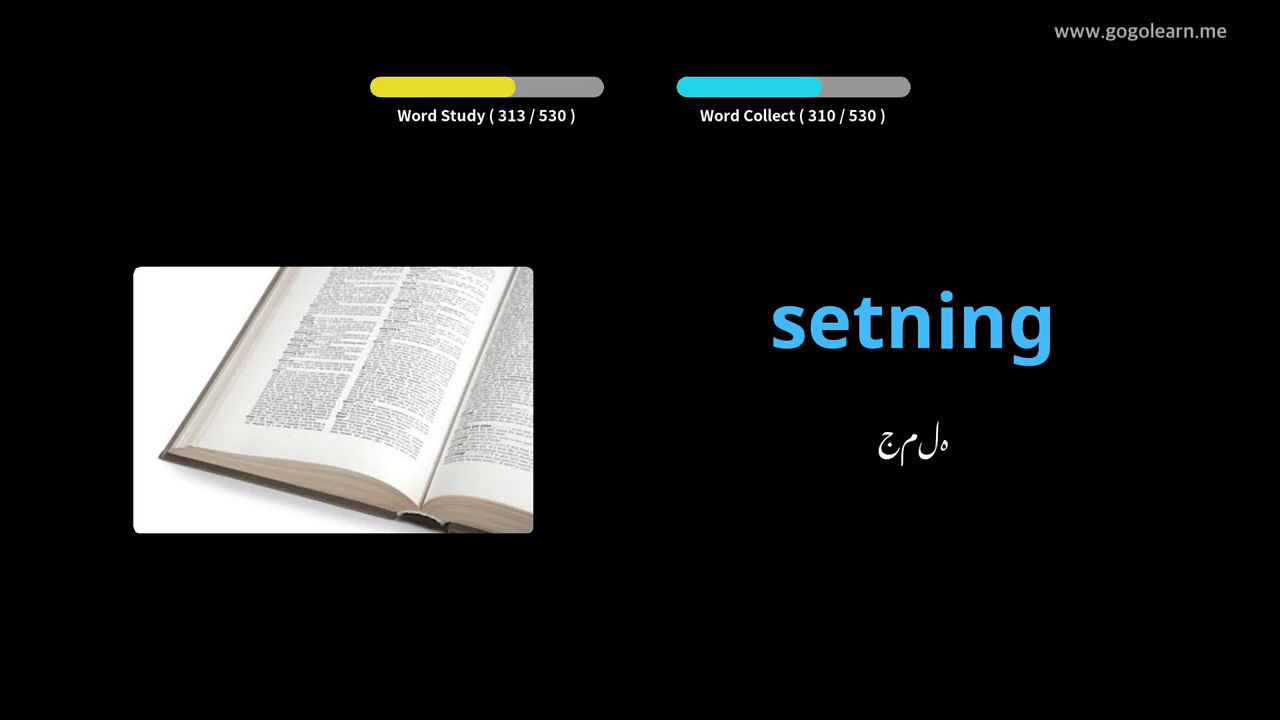 www.gogolearn.me
Word Study ( 313 / 530 )
Word Collect ( 310 / 530 )
setning
جملہ